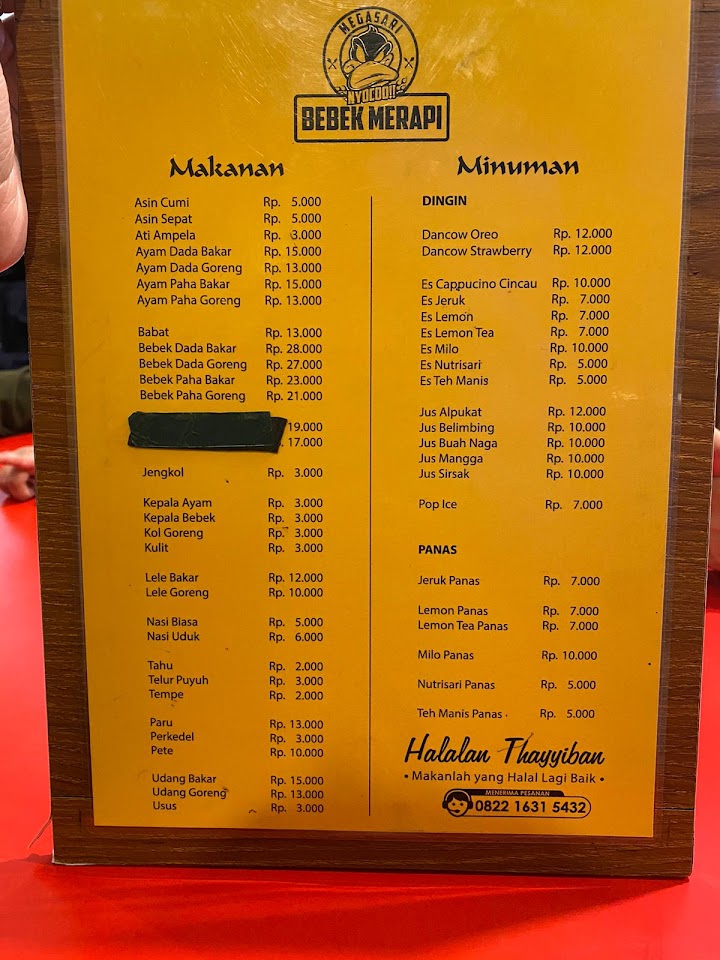 MEGASARI
NYOCOO!!
BEBEK MERAPI
Makanan
Asin Cumi Rp. 5.000
Asin Sepat Rp. 5.000
Ati Ampela Rp. 3.000
Ayam Dada Bakar Rp. 15.000
Ayam Dada Goreng Rp. 13.000
Ayam Paha Bakar Rp. 15.000
Ayam Paha Goreng Rp. 13.000
Babat Rp. 13.000
Bebek Dada Bakar Rp. 28.000
Bebek Dada Goreng Rp. 27.000
Bebek Paha Bakar Rp. 23.000
Bebek Paha Goreng Rp. 21.000
19.000
17.000
Jengkol Rp. 3.000
Kepala Ayam Rp. 3.000
Kepala Bebek Rp. 3.000
Kol Goreng Rp. 3.000
Kulit Rp. 3.000
Lele Bakar Rp. 12.000
Lele Goreng Rp. 10.000
Nasi Biasa Rp. 5.000
Nasi Uduk Rp. 6.000
Tahu Rp. 2.000
Telur Puyuh Rp. 3.000
Tempe Rp. 2.000
Paru Rp. 13.000
Perkedel Rp. 3.000
Pete Rp. 10.000
Udang Bakar Rp. 15.000
Udang Goreng Rp. 13.000
Usus Rp. 3.000
Minuman
DINGIN
Dancow Oreo Rp. 12.000
Dancow Strawberry Rp. 12.000
Es Cappucino Cincau Rp. 10.000
Es Jeruk Rp. 7.000
Es Lemon Rp. 7.000
Es Lemon Tea Rp. 7.000
Es Milo Rp. 10.000
Es Nutrisari Rp. 5.000
Es Teh Manis Rp. 5.000
Jus Alpukat Rp. 12.000
Jus Belimbing Rp. 10.000
Jus Buah Naga Rp. 10.000
Jus Mangga Rp. 10.000
Jus Sirsak Rp. 10.000
Pop Ice Rp. 7.000
PANAS
Jeruk Panas Rp. 7.000
Lemon Panas Rp. 7.000
Lemon Tea Panas Rp. 7.000
Milo Panas Rp. 10.000
Nutrisari Panas Rp. 5.000
Teh Manis Panas Rp. 5.000
Halalan Thayyiban
• Makanlah yang Halal Lagi Baik •
MENERIMA PESANAN
0822 1631 5432